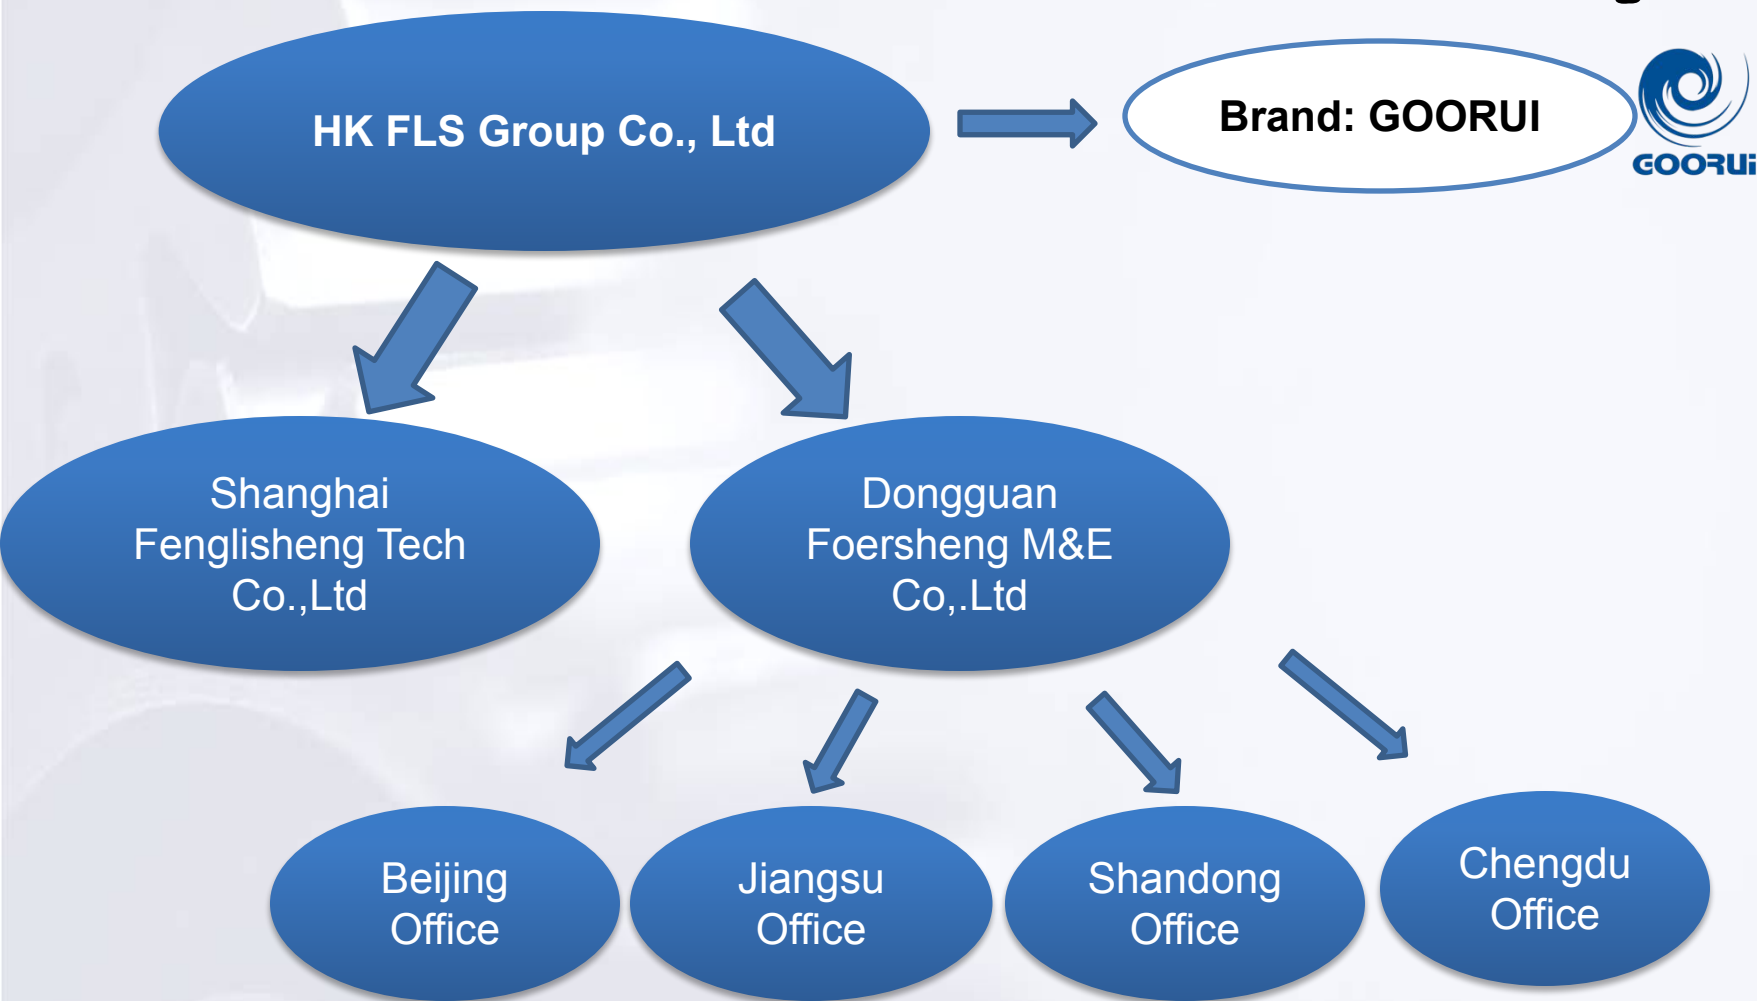 HK FLS Group Co., Ltd
Brand: GOORUI
GOORUi
Shanghai
Fenglisheng Tech
Co.,Ltd
Dongguan
Foersheng M&E
Co,.Ltd
Beijing
Office
Jiangsu
Office
Shandong
Office
Chengdu
Office